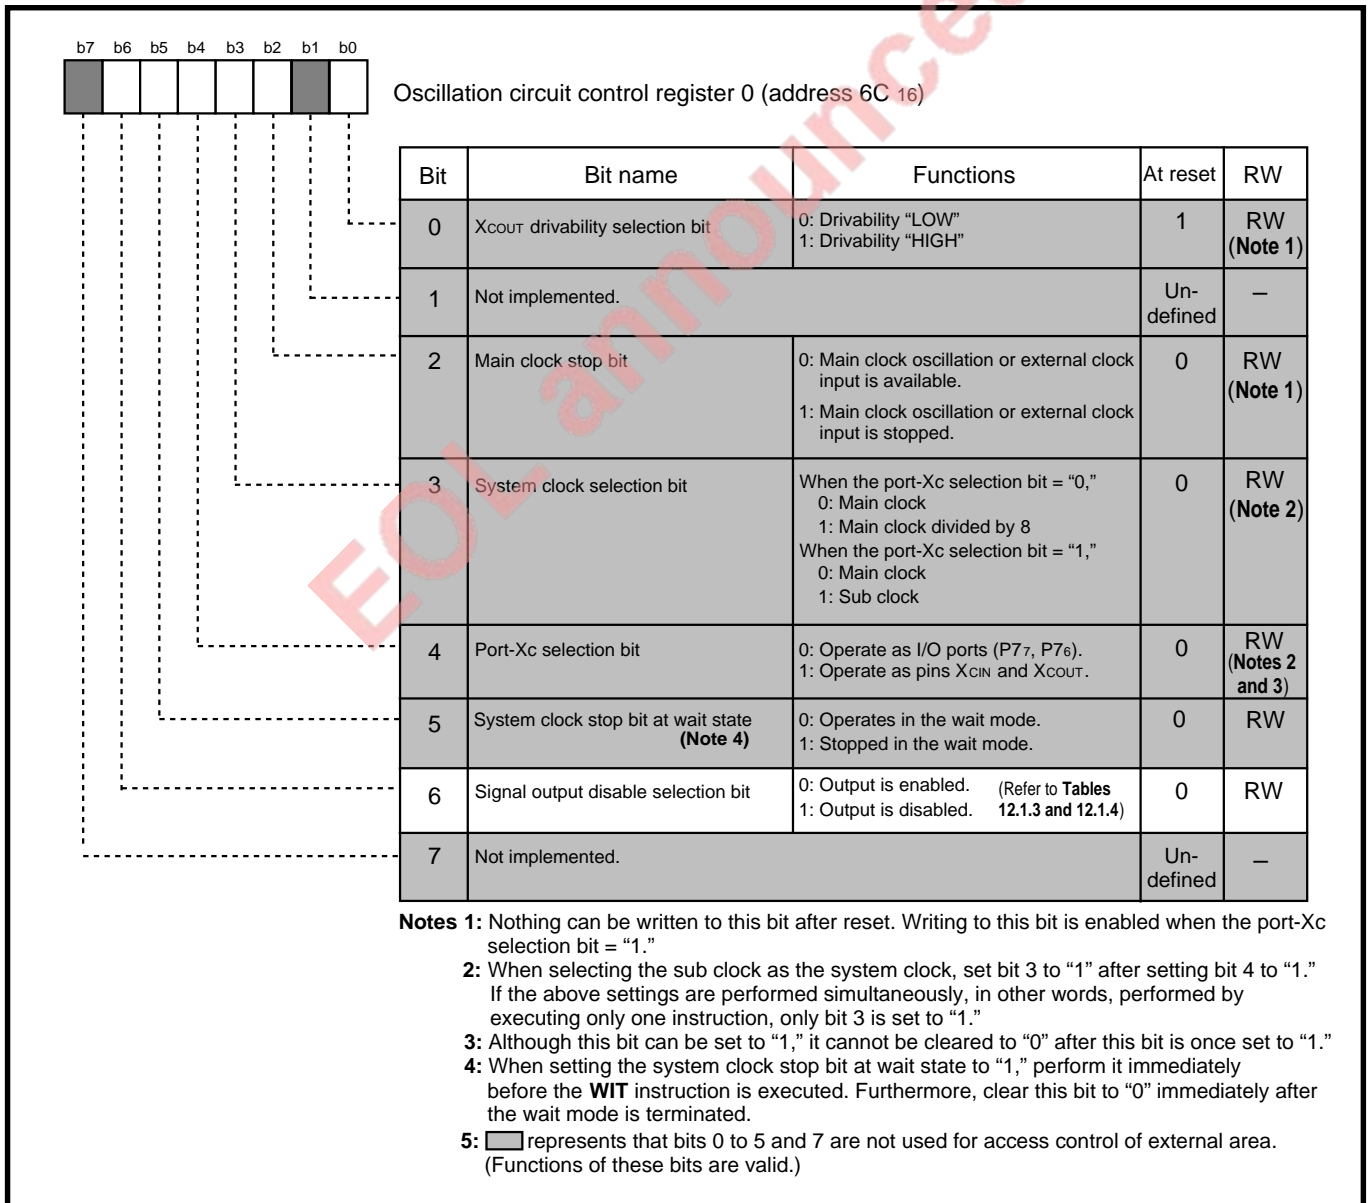 b7 b6 b5 b4 b3 b2 b1 b0
Oscillation circuit control register 0 (address 6C 16)
Bit Bit name Functions At reset RW
0 XCOUT drivability selection bit 0: Drivability “LOW” 1 RW
1: Drivability “HIGH” (Note 1)
1 Not implemented. Un- –
defined
2 Main clock stop bit 0: Main clock oscillation or external clock 0 RW
input is available. (Note 1)
1: Main clock oscillation or external clock
input is stopped.
3 System clock selection bit When the port-Xc selection bit = “0,” 0 RW
0: Main clock (Note 2)
1: Main clock divided by 8
When the port-Xc selection bit = “1,”
0: Main clock
1: Sub clock
4 Port-Xc selection bit 0: Operate as I/O ports (P77, P76). 0 RW
1: Operate as pins XCIN and XCOUT. (Notes 2
and 3)
5 System clock stop bit at wait state 0: Operates in the wait mode. 0 RW
(Note 4) 1: Stopped in the wait mode.
6 Signal output disable selection bit 0: Output is enabled. (Refer to Tables 0 RW
1: Output is disabled. 12.1.3 and 12.1.4)
7 Not implemented. Un- –
defined
Notes 1: Nothing can be written to this bit after reset. Writing to this bit is enabled when the port-Xc
selection bit = “1.”
2: When selecting the sub clock as the system clock, set bit 3 to “1” after setting bit 4 to “1.”
If the above settings are performed simultaneously, in other words, performed by
executing only one instruction, only bit 3 is set to “1.”
3: Although this bit can be set to “1,” it cannot be cleared to “0” after this bit is once set to “1.”
4: When setting the system clock stop bit at wait state to “1,” perform it immediately
before the WIT instruction is executed. Furthermore, clear this bit to “0” immediately after
the wait mode is terminated.
5: represents that bits 0 to 5 and 7 are not used for access control of external area.
(Functions of these bits are valid.)
EOL announced